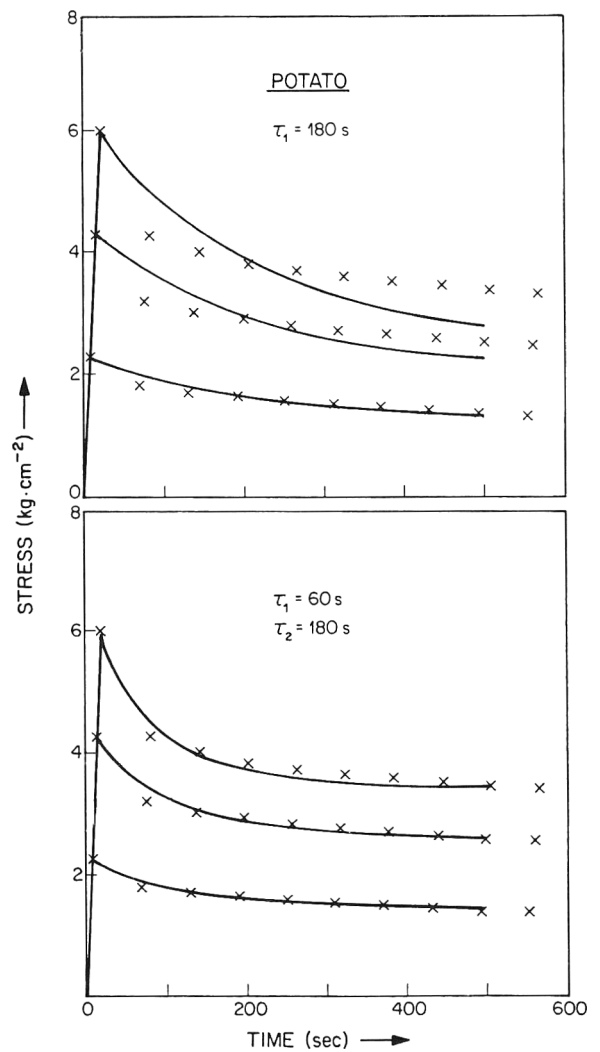 8
POTATO
τ₁ = 180 s
6
4
2
0
STRESS (kg·cm⁻²) →
8
τ₁ = 60 s
τ₂ = 180 s
6
4
2
0 200 400 600
TIME (sec) →